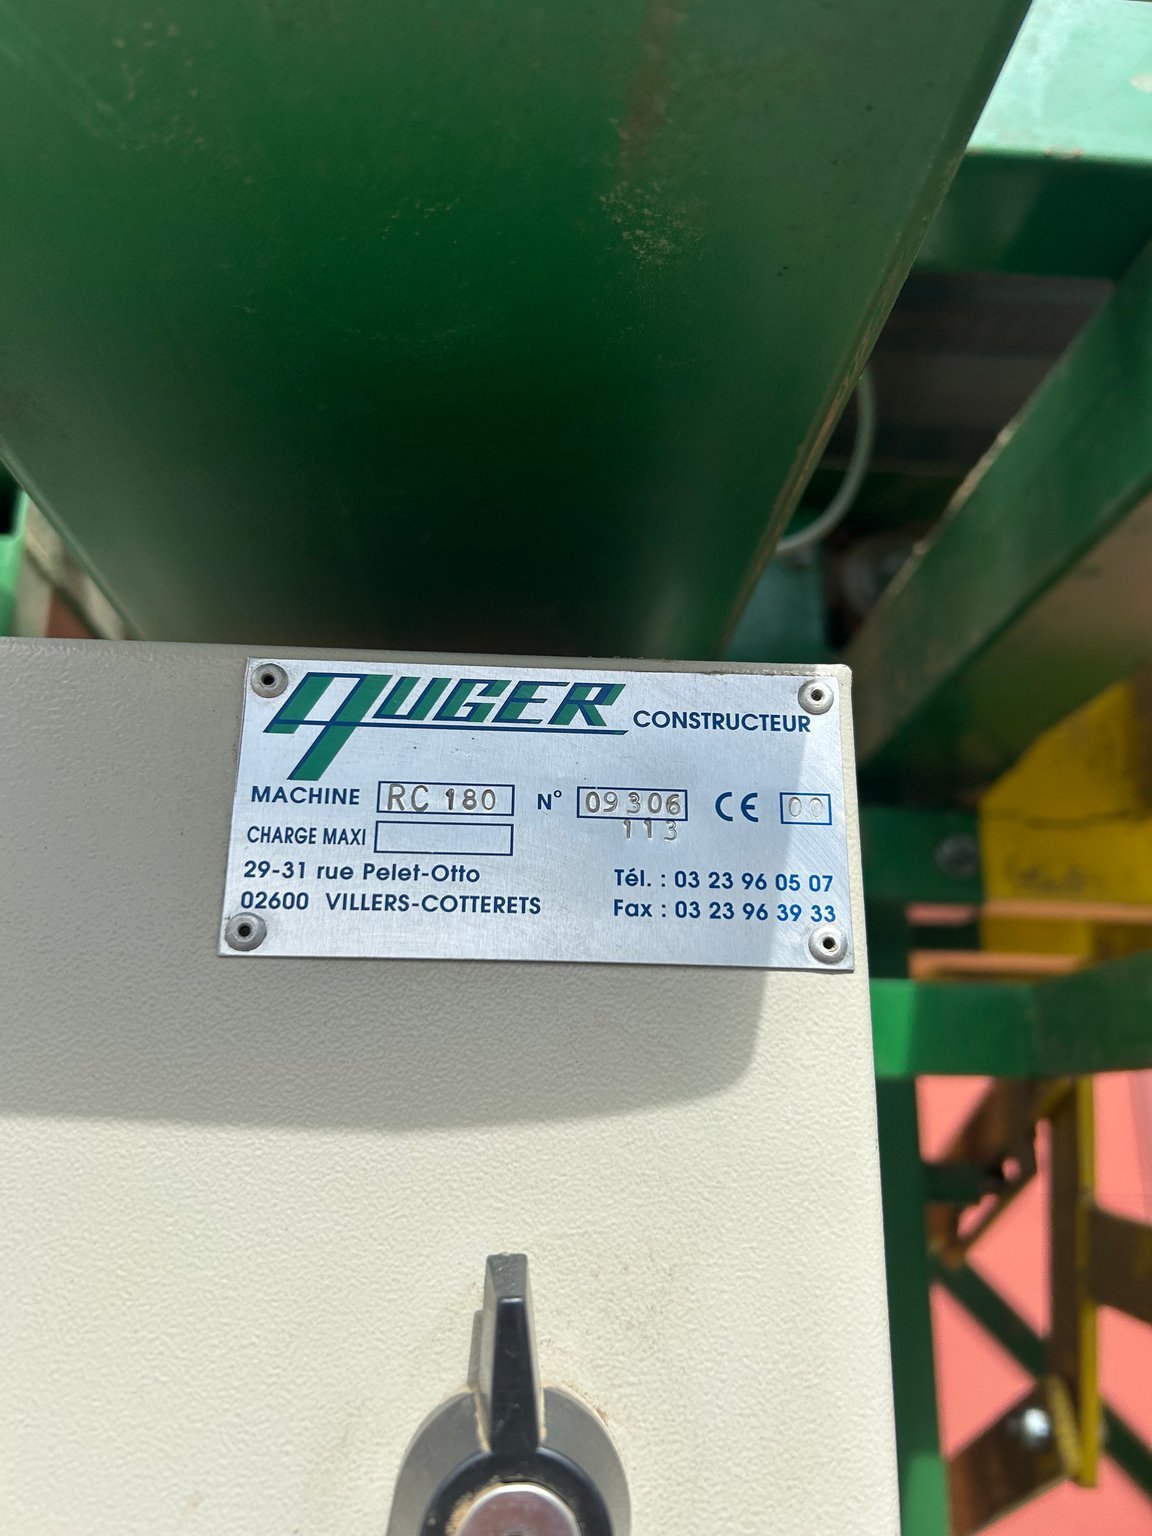 AUGER CONSTRUCTEUR
MACHINE RC 180 N° 09306 CE 00
113
CHARGE MAXI
29-31 rue Pelet-Otto Tél. : 03 23 96 05 07
02600 VILLERS-COTTERETS Fax : 03 23 96 39 33